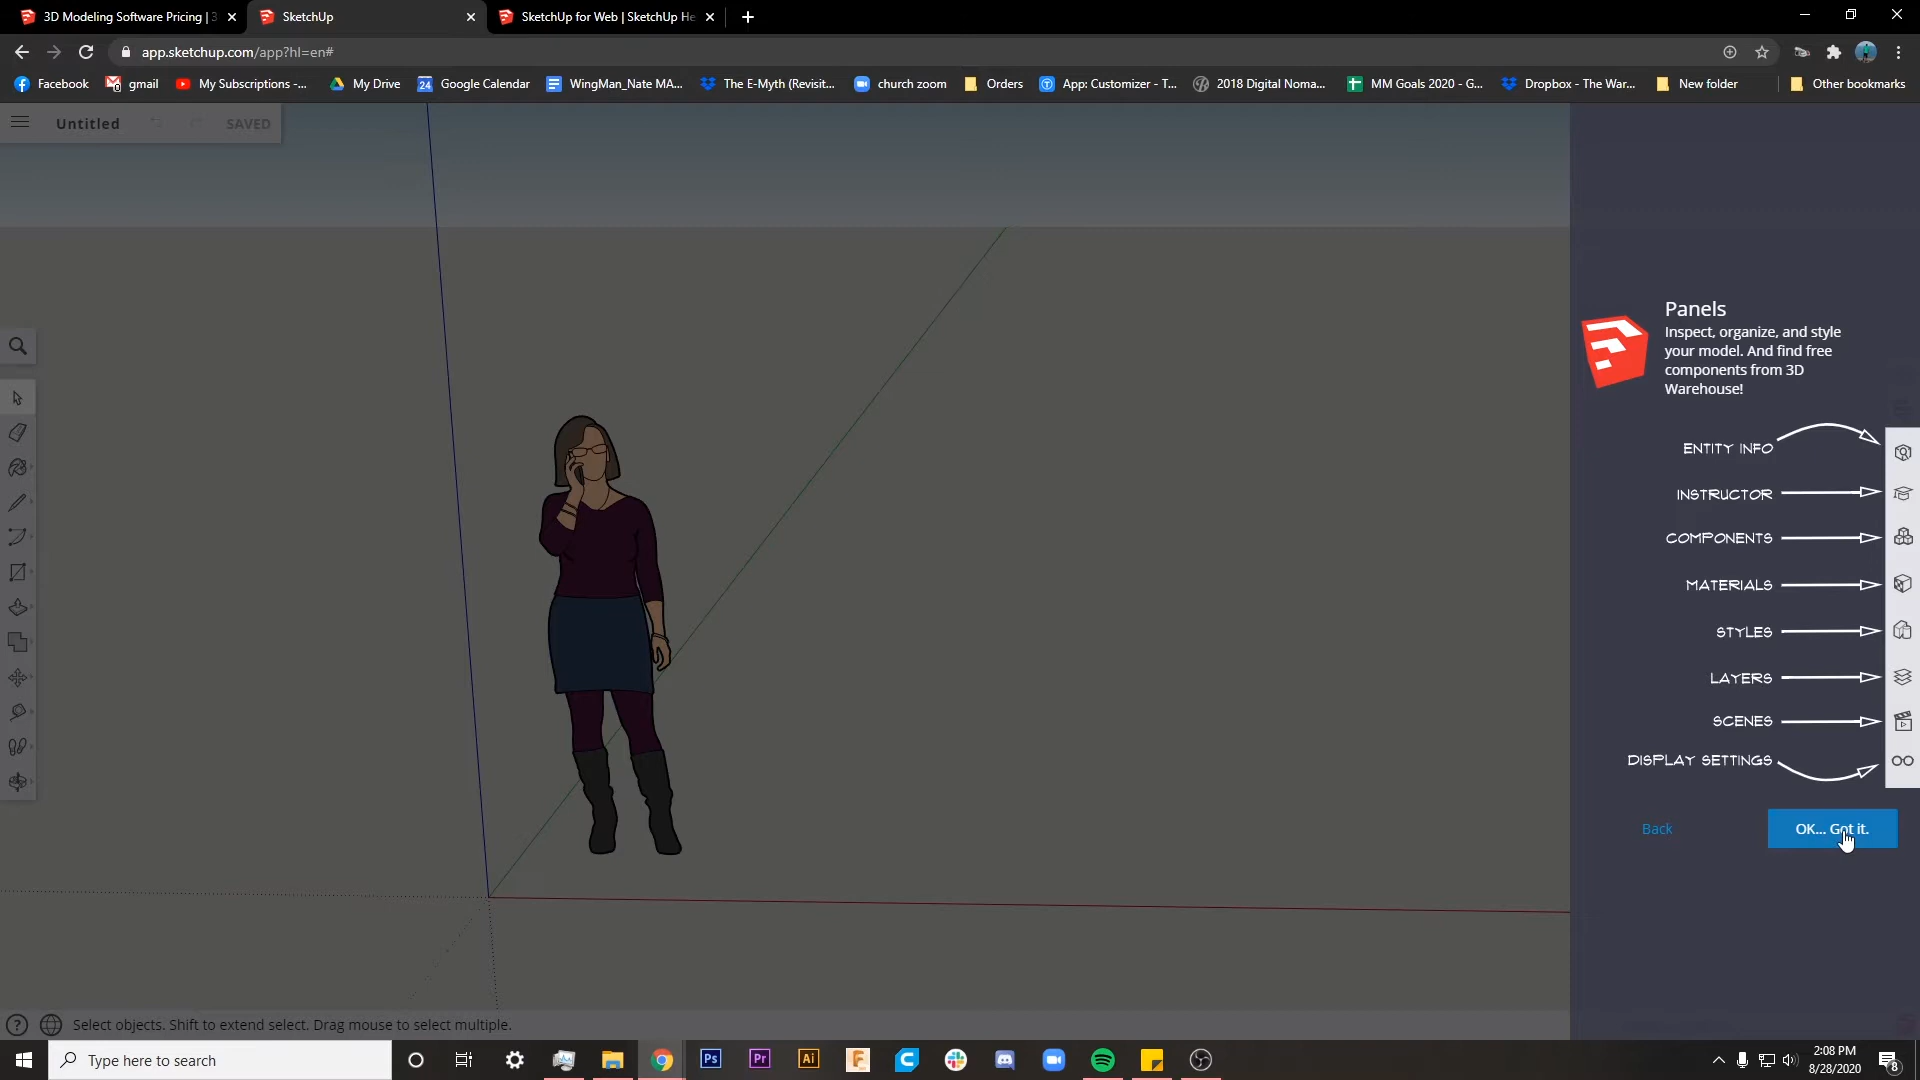 3D Modeling Software Pricing | 3
SketchUp
SketchUp for Web | SketchUp He
app.sketchup.com/app?hl=en#
Facebook
gmail
My Subscriptions -...
My Drive
24
Google Calendar
WingMan_Nate MA...
The E-Myth (Revisit...
church zoom
Orders
App: Customizer - T...
2018 Digital Noma...
MM Goals 2020 - G...
Dropbox - The War...
New folder
Other bookmarks
Untitled
SAVED
Panels
Inspect, organize, and style
your model. And find free
components from 3D
Warehouse!
ENTITY INFO
INSTRUCTOR
COMPONENTS
MATERIALS
STYLES
LAYERS
SCENES
DISPLAY SETTINGS
Back
OK... Got it.
Select objects. Shift to extend select. Drag mouse to select multiple.
Type here to search
Ps
Pr
Ai
2:08 PM
8/28/2020
8